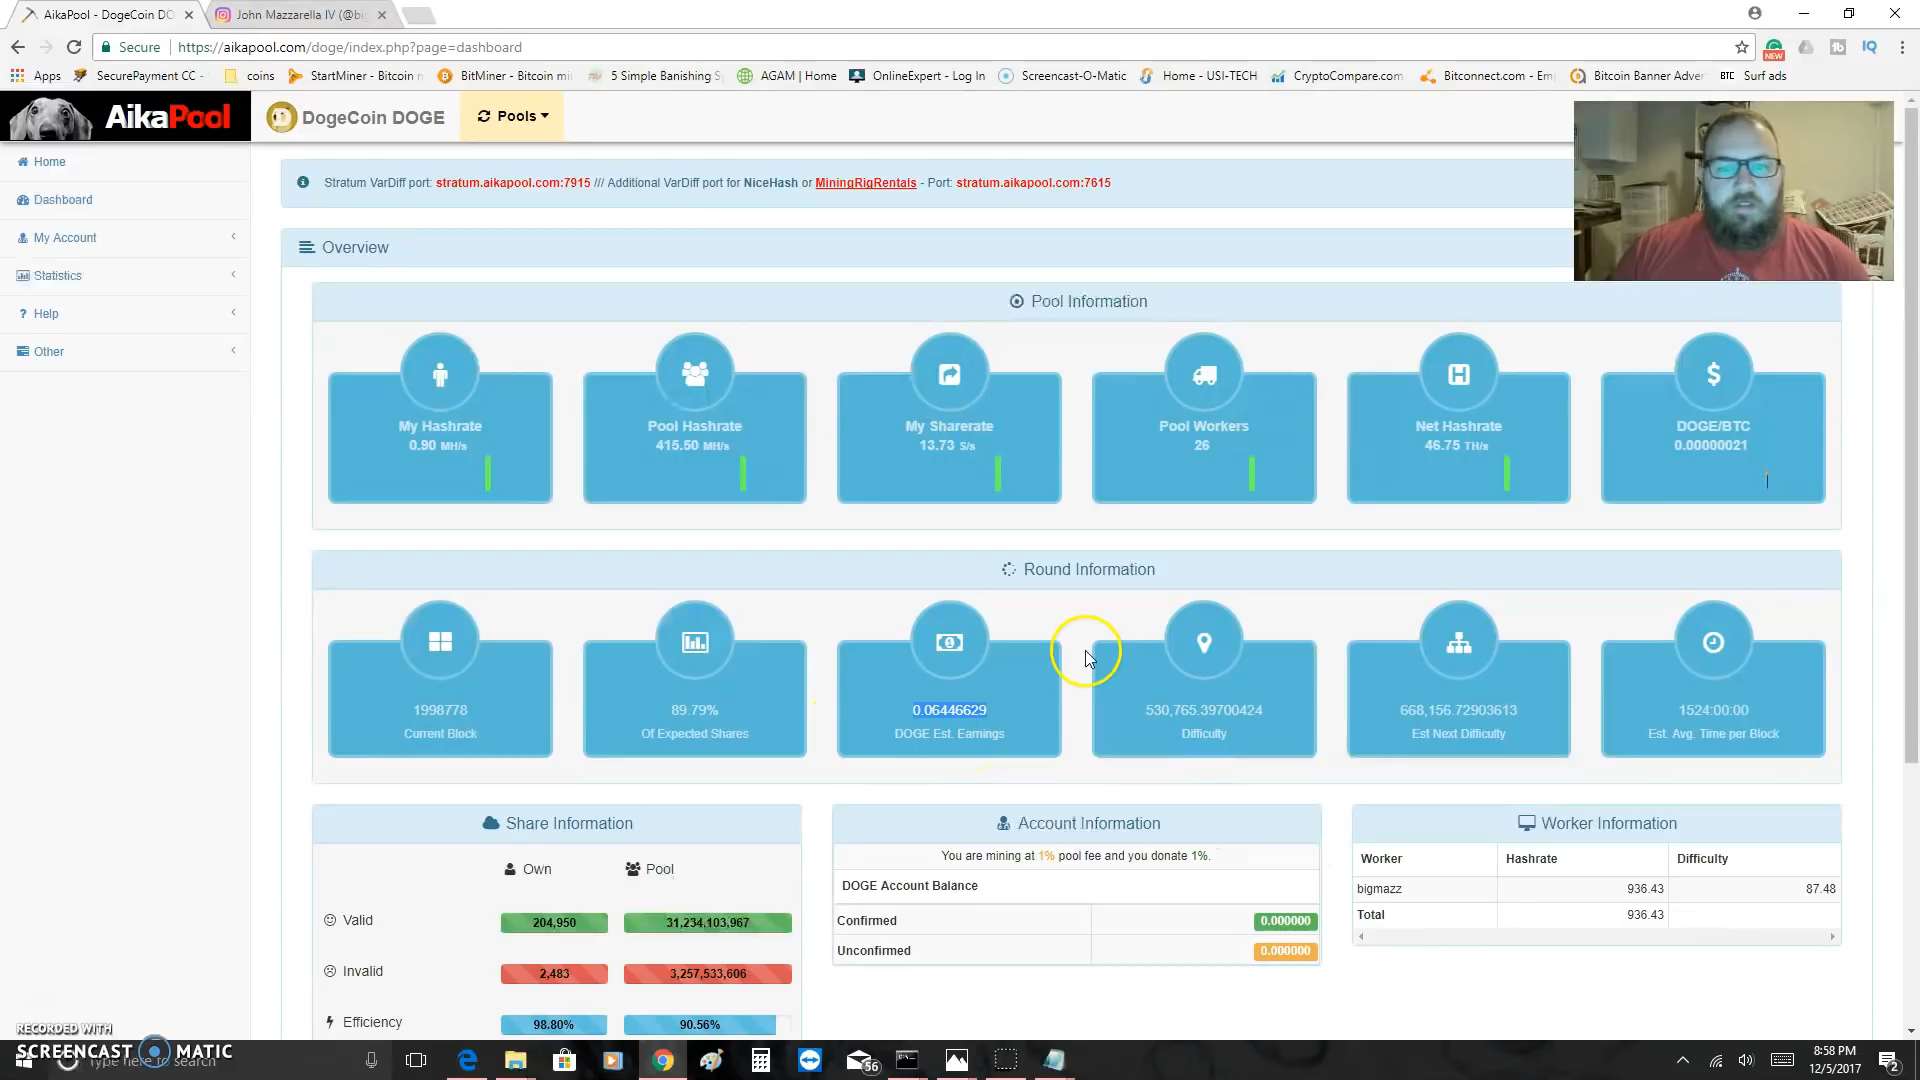 AikaPool - DogeCoin DO
John Mazzarella IV (@big
Secure https://aikapool.com/doge/index.php?page=dashboard
NEW
Apps SecurePayment CC - coins StartMiner - Bitcoin BitMiner - Bitcoin mi 5 Simple Banishing AGAM | Home OnlineExpert - Log In Screencast-O-Matic Home - USI-TECH CryptoCompare.com Bitconnect.com - Em Bitcoin Banner Adver BTC Surf ads
AikaPool DogeCoin DOGE Pools
Home
Dashboard
My Account
Statistics
Help
Other
Stratum VarDiff port: stratum.aikapool.com:7915 /// Additional VarDiff port for NiceHash or MiningRigRentals - Port: stratum.aikapool.com:7615
Overview
Pool Information
My Hashrate
0.90 MH/s
Pool Hashrate
415.50 MH/s
My Sharerate
13.73 S/s
Pool Workers
26
Net Hashrate
46.75 TH/s
DOGE/BTC
0.00000021
Round Information
1998778
Current Block
89.79%
Of Expected Shares
0.06446629
DOGE Est. Earnings
530,765.39700424
Difficulty
668,156.72903613
Est Next Difficulty
1524:00:00
Est. Avg. Time per Block
Share Information
Own Pool
Valid 204,950 31,234,103,967
Invalid 2,483 3,257,533,606
Efficiency 98.80% 90.56%
Account Information
You are mining at 1% pool fee and you donate 1%.
DOGE Account Balance
Confirmed 0.000000
Unconfirmed 0.000000
Worker Information
Worker Hashrate Difficulty
bigmazz 936.43 87.48
Total 936.43
RECORDED WITH
SCREENCAST MATIC
Type here to search
56
8:58 PM
12/5/2017
2